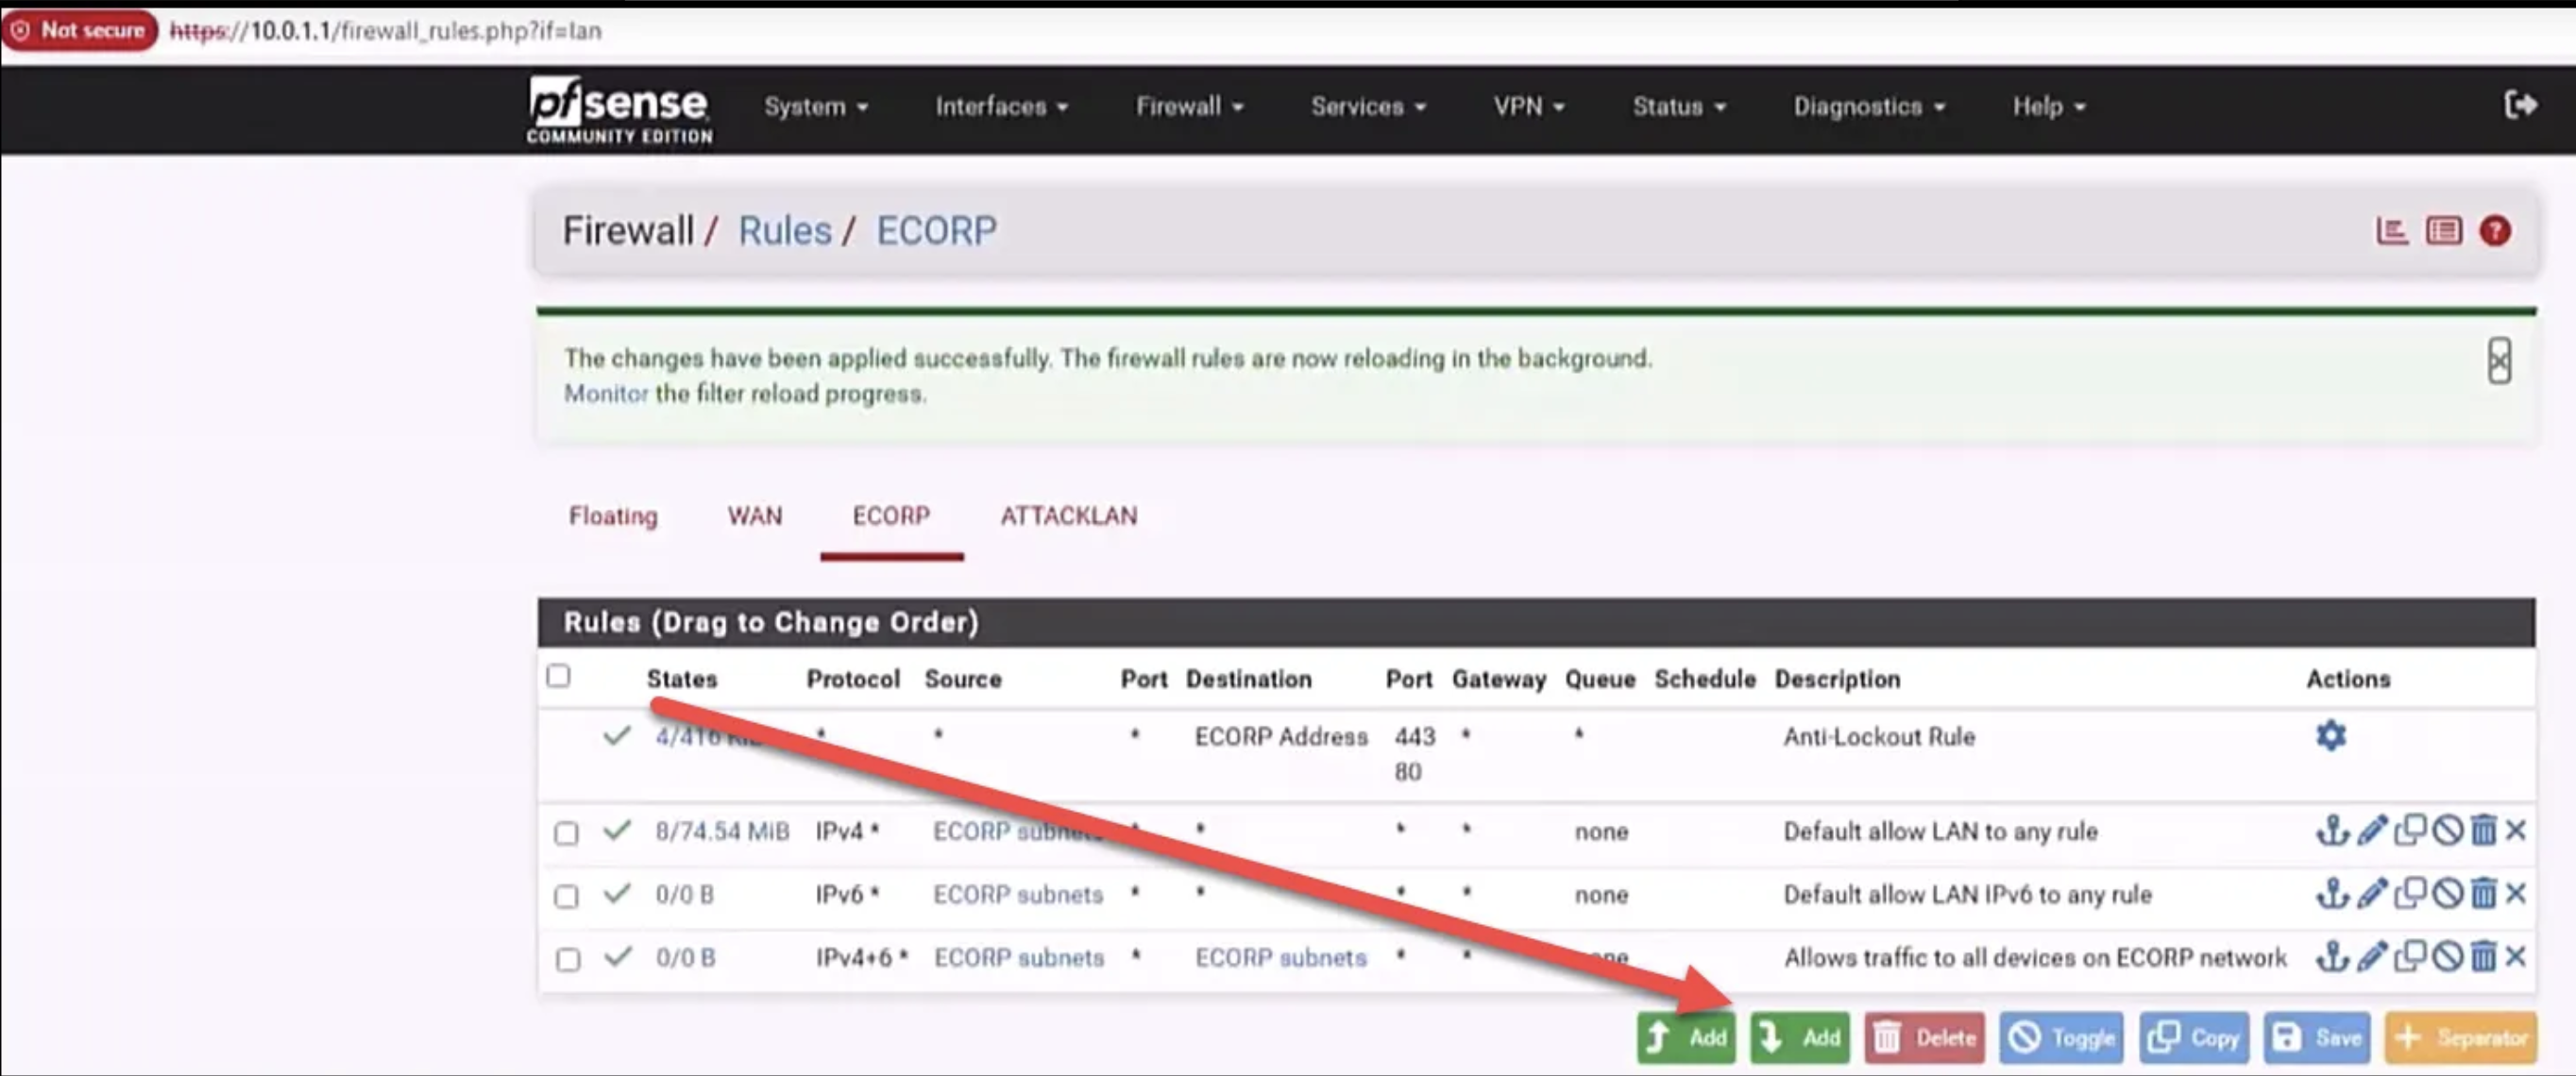 Not secure https://10.0.1.1/firewall_rules.php?if=lan
pfsense System Interfaces Firewall Services VPN Status Diagnostics Help
COMMUNITY EDITION
Firewall / Rules / ECORP
The changes have been applied successfully. The firewall rules are now reloading in the background.
Monitor the filter reload progress.
Floating WAN ECORP ATTACKLAN
Rules (Drag to Change Order)
States Protocol Source Port Destination Port Gateway Queue Schedule Description Actions
4/416 * * * ECORP Address 443 * * Anti-Lockout Rule
80
8/74.54 MiB IPv4 * ECORP subnets * * * * none Default allow LAN to any rule
0/0 B IPv6 * ECORP subnets * * * * none Default allow LAN IPv6 to any rule
0/0 B IPv4+6 * ECORP subnets * ECORP subnets * * Allows traffic to all devices on ECORP network
Add Add Delete Toggle Copy Save Separator